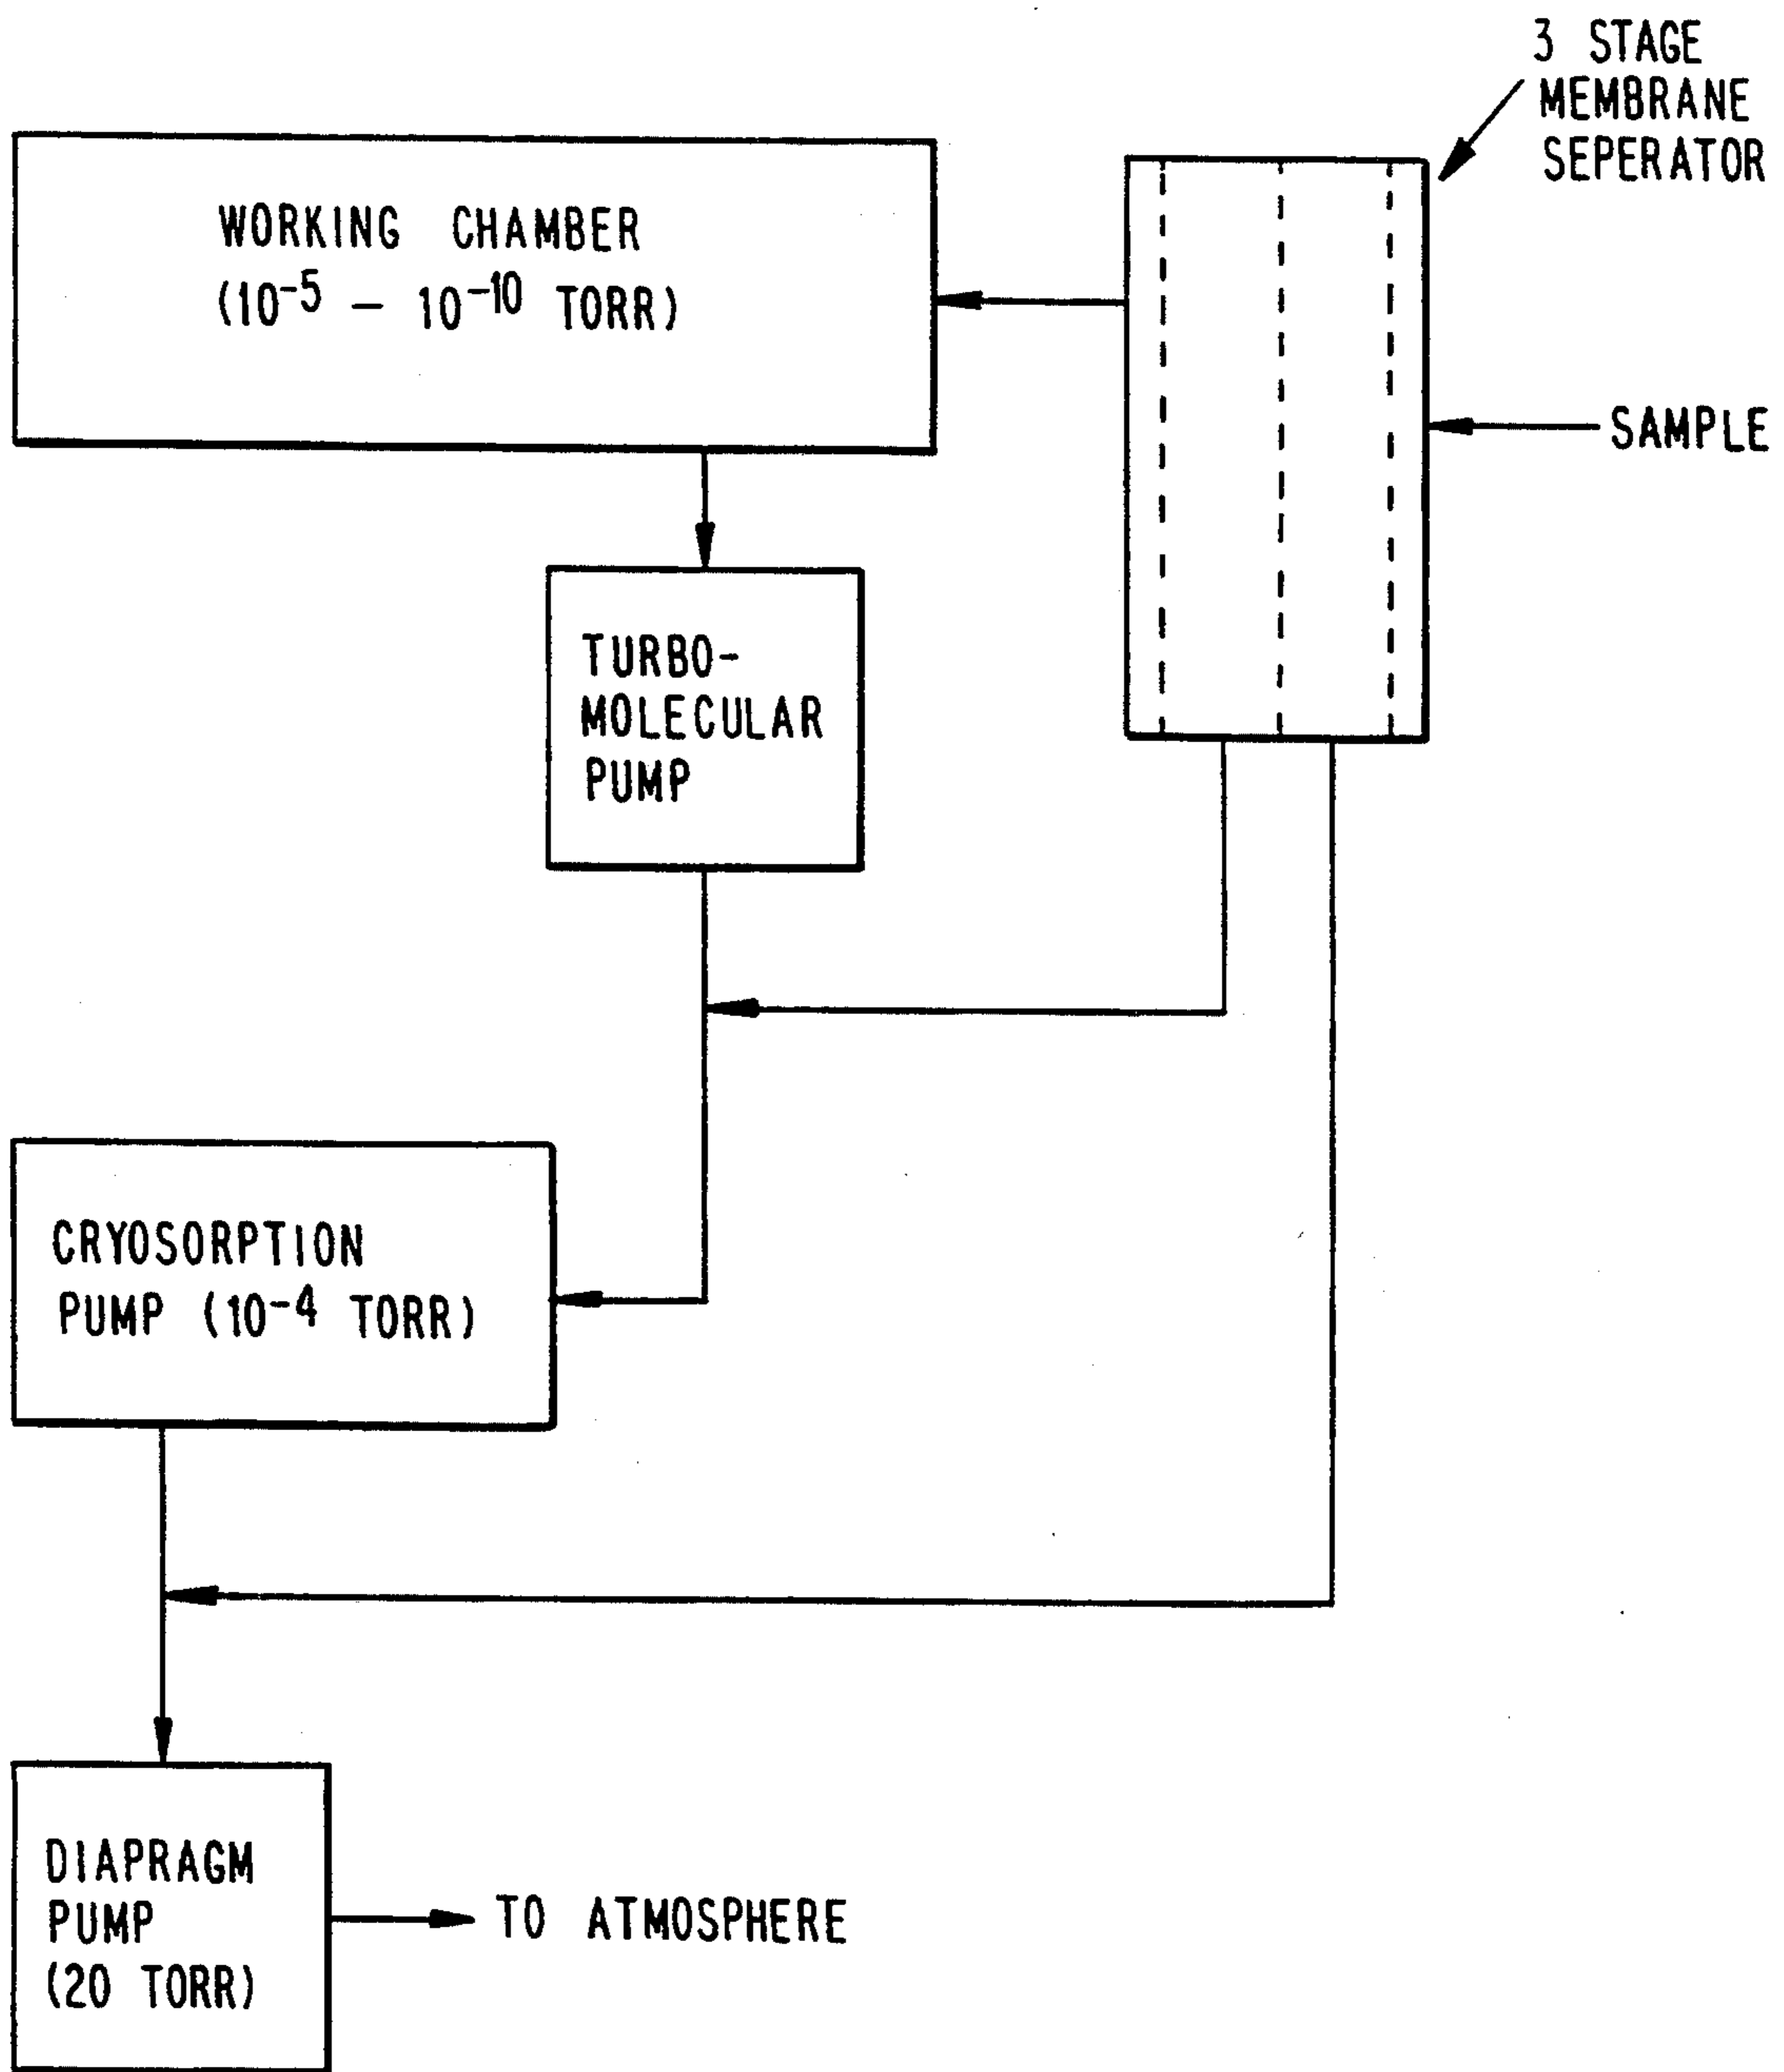 3 STAGE
MEMBRANE
SEPERATOR
WORKING CHAMBER
(10⁻⁵ – 10⁻¹⁰ TORR)
SAMPLE
TURBO-
MOLECULAR
PUMP
CRYOSORPTION
PUMP (10⁻⁴ TORR)
DIAPRAGM
PUMP
(20 TORR)
TO ATMOSPHERE